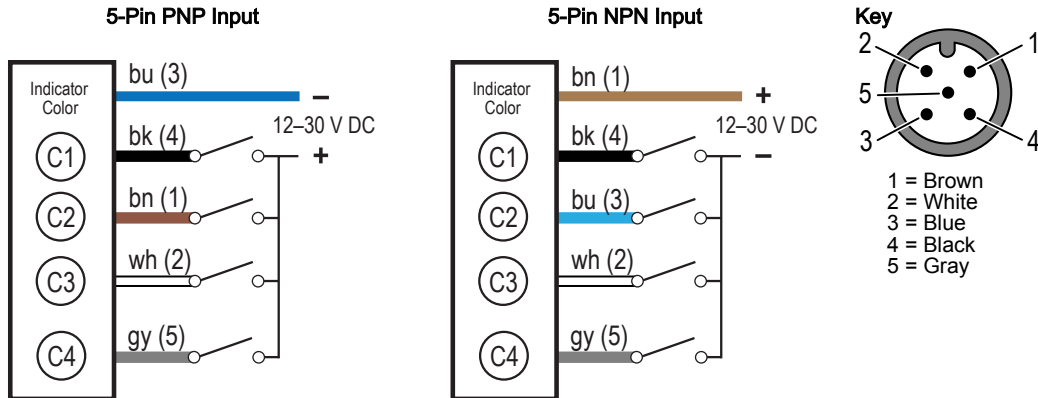 5-Pin PNP Input
Indicator
Color
bu (3)
–
12–30 V DC
C1
bk (4)
+
C2
bn (1)
C3
wh (2)
C4
gy (5)
5-Pin NPN Input
Indicator
Color
bn (1)
+
12–30 V DC
C1
bk (4)
–
C2
bu (3)
C3
wh (2)
C4
gy (5)
Key
2
1
5
3
4
1 = Brown
2 = White
3 = Blue
4 = Black
5 = Gray